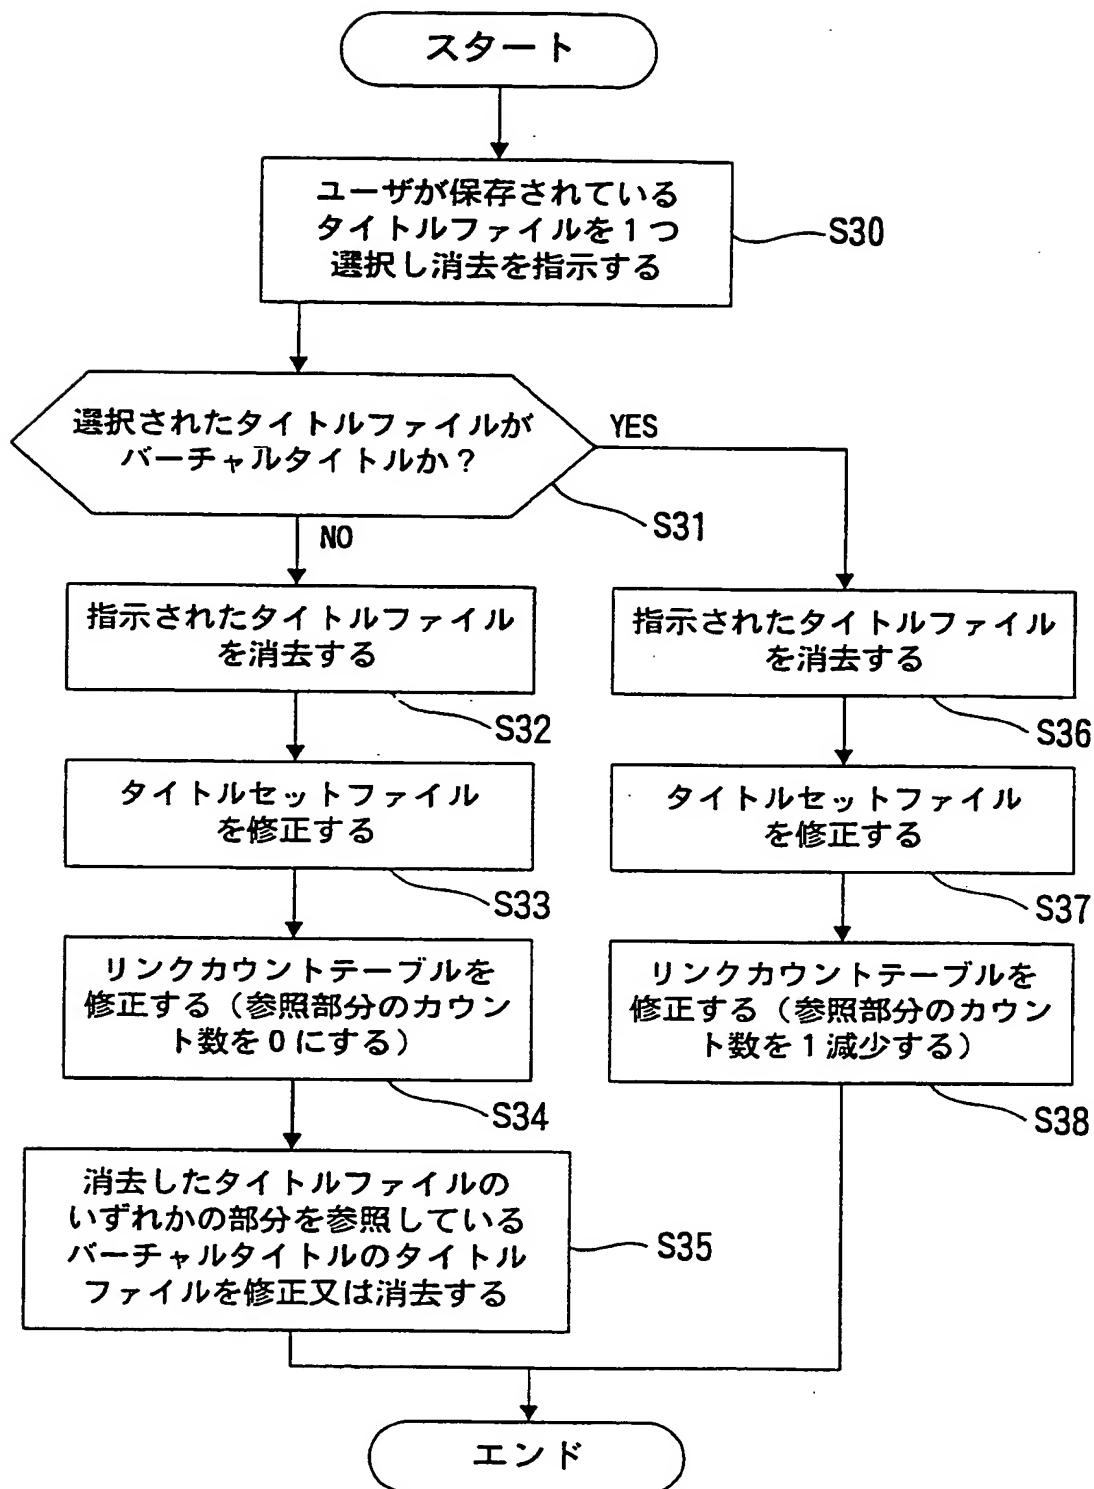 スタート
ユーザが保存されている
タイトルファイルを1つ
選択し消去を指示する
S30
選択されたタイトルファイルが
バーチャルタイトルか?
YES
S31
NO
指示されたタイトルファイル
を消去する
S32
タイトルセットファイル
を修正する
S33
リンクカウントテーブルを
修正する(参照部分のカウン
ト数を0にする)
S34
消去したタイトルファイルの
いずれかの部分を参照している
バーチャルタイトルのタイトル
ファイルを修正又は消去する
S35
指示されたタイトルファイル
を消去する
S36
タイトルセットファイル
を修正する
S37
リンクカウントテーブルを
修正する(参照部分のカウン
ト数を1減少する)
S38
エンド